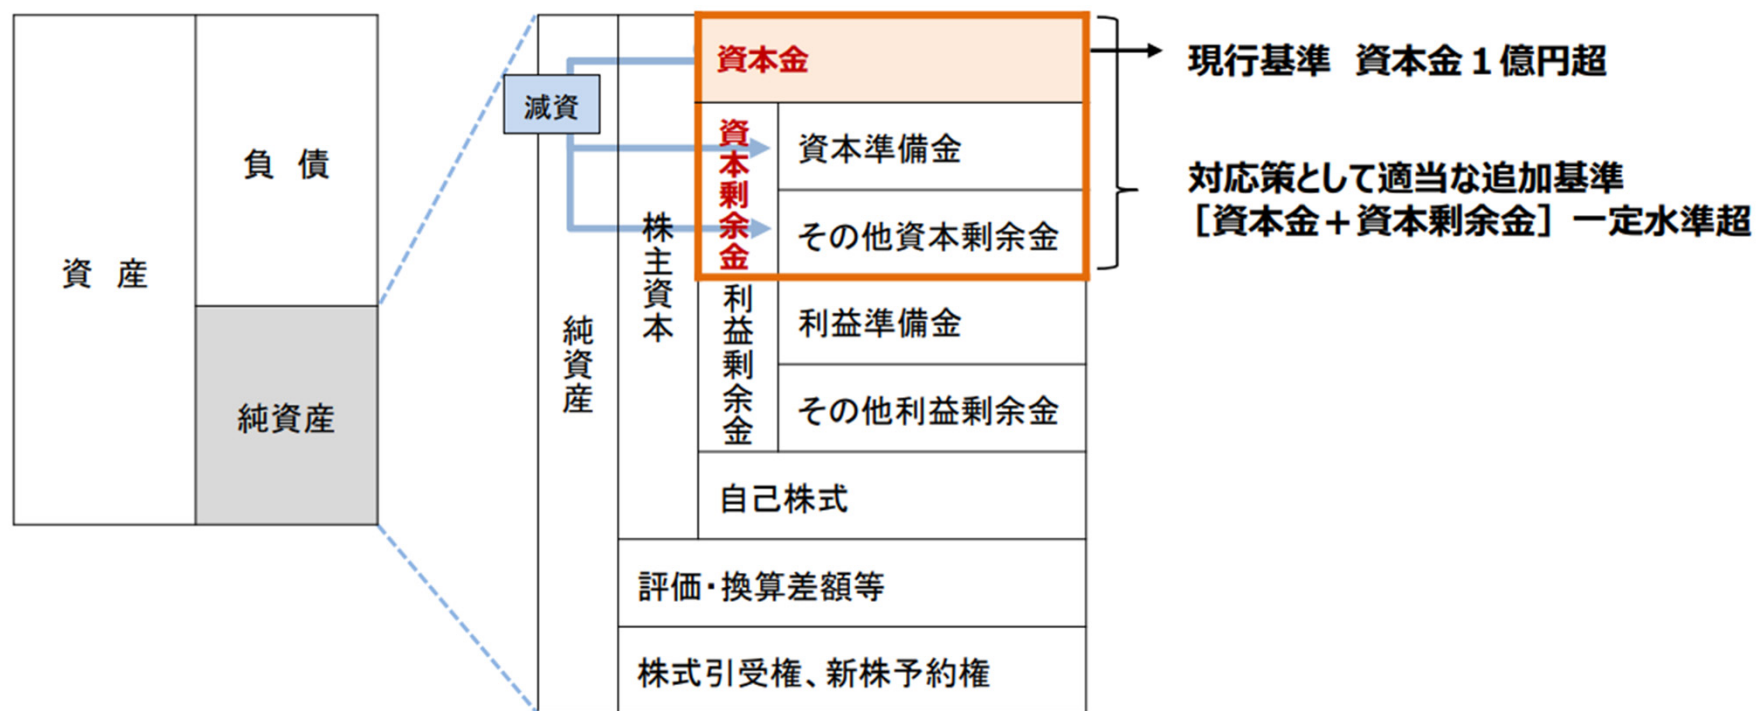 資 産
負 債
純資産
純資産
株主資本
減資
資本金
資本剰余金
資本準備金
その他資本剰余金
利益剰余金
利益準備金
その他利益剰余金
自己株式
評価・換算差額等
株式引受権、新株予約権
現行基準 資本金1億円超
対応策として適当な追加基準
[資本金+資本剰余金] 一定水準超